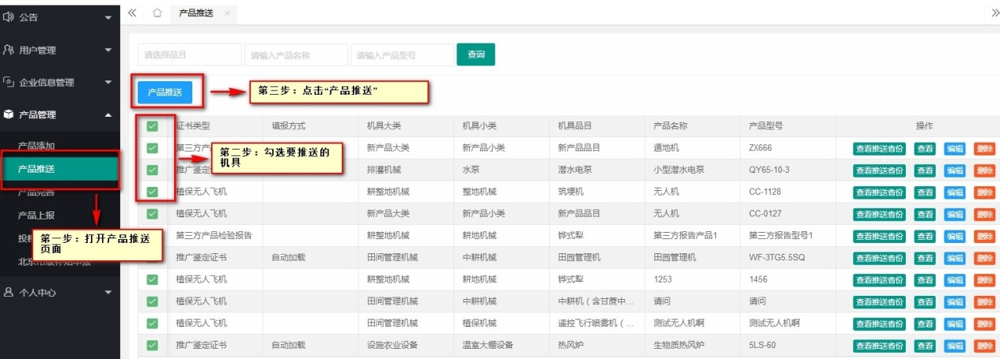 公告
用户管理
企业信息管理
产品管理
产品添加
产品推送
产品完善
产品上报
个人中心
产品推送
请选择品目 请输入产品名称 请输入产品型号 查询
产品推送
第三步：点击“产品推送”
第二步：勾选要推送的
机具
第一步：打开产品推送
页面
证书类型 填报方式 机具大类 机具小类 机具品目 产品名称 产品型号 操作
第三方产 新产品大类 新产品小类 新产品品目 遍地机 ZX666 查看推送省份 查看 编辑 删除
推广鉴定 排灌机械 水泵 潜水电泵 小型潜水电泵 QY65-10-3 查看推送省份 查看 编辑 删除
植保无人飞机 耕整地机械 整地机械 筑埂机 无人机 CC-1128 查看推送省份 查看 编辑 删除
植保无人飞机 新产品大类 新产品小类 新产品品目 无人机 CC-0127 查看推送省份 查看 编辑 删除
第三方产品检验报告 耕整地机械 耕地机械 铧式犁 第三方报告产品1 第三方报告型号1 查看推送省份 查看 编辑 删除
推广鉴定证书 自动加载 田间管理机械 中耕机械 田园管理机 田园管理机 WF-3TG5.5SQ 查看推送省份 查看 编辑 删除
植保无人飞机 耕整地机械 耕地机械 铧式犁 1253 1456 查看推送省份 查看 编辑 删除
植保无人飞机 田间管理机械 中耕机械 中耕机（含甘蔗中... 请问 请问 查看推送省份 查看 编辑 删除
植保无人飞机 田间管理机械 植保机械 遥控飞行喷雾机（... 测试无人机啊 测试无人机啊 查看推送省份 查看 编辑 删除
推广鉴定证书 自动加载 设施农业设备 温室大棚设备 热风炉 生物质热风炉 5LS-60 查看推送省份 查看 编辑 删除